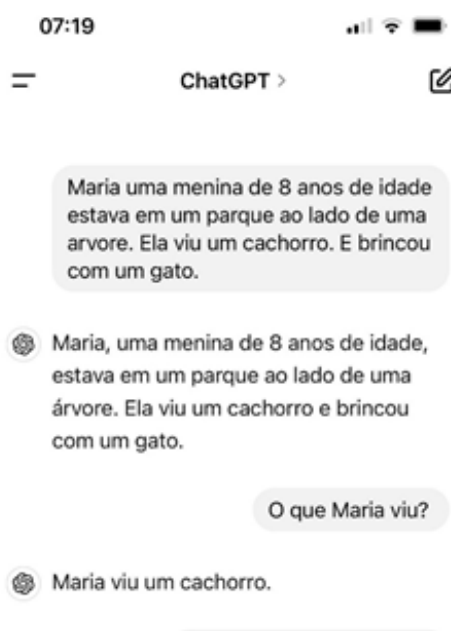 07:19
ChatGPT >
Maria uma menina de 8 anos de idade
estava em um parque ao lado de uma
arvore. Ela viu um cachorro. E brincou
com um gato.
Maria, uma menina de 8 anos de idade,
estava em um parque ao lado de uma
árvore. Ela viu um cachorro e brincou
com um gato.
O que Maria viu?
Maria viu um cachorro.